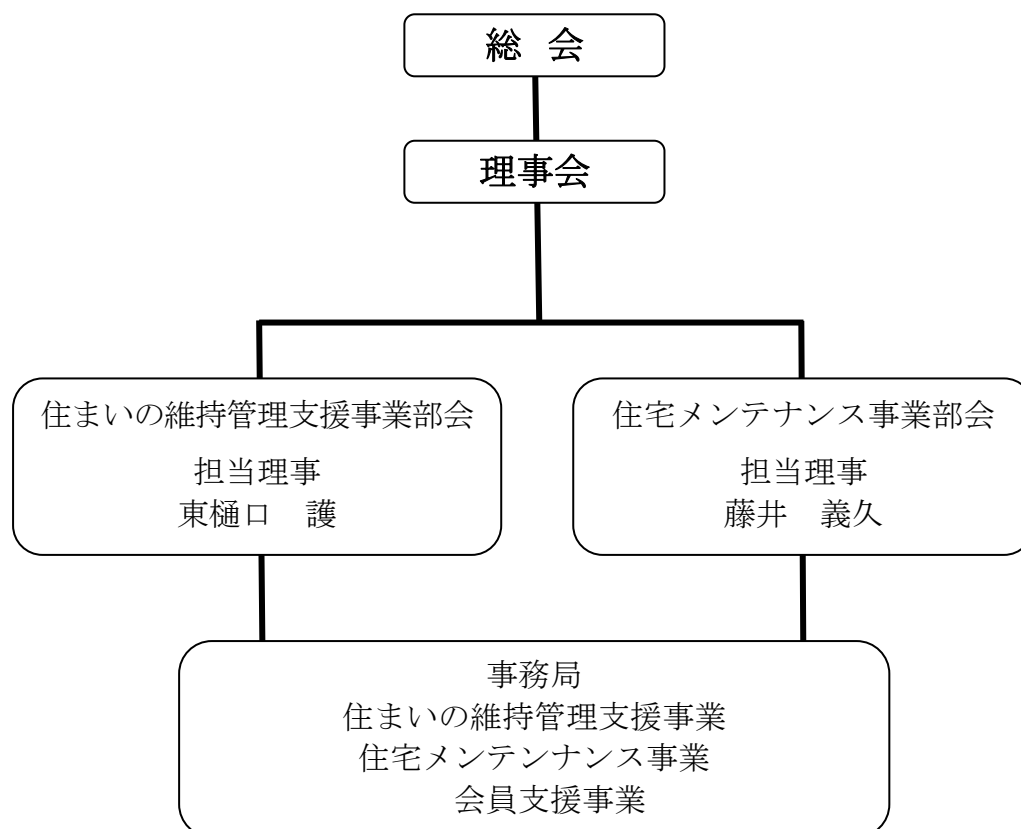 総　会
理事会
住まいの維持管理支援事業部会
担当理事
東樋口　護
住宅メンテナンス事業部会
担当理事
藤井　義久
事務局
住まいの維持管理支援事業
住宅メンテンナンス事業
会員支援事業